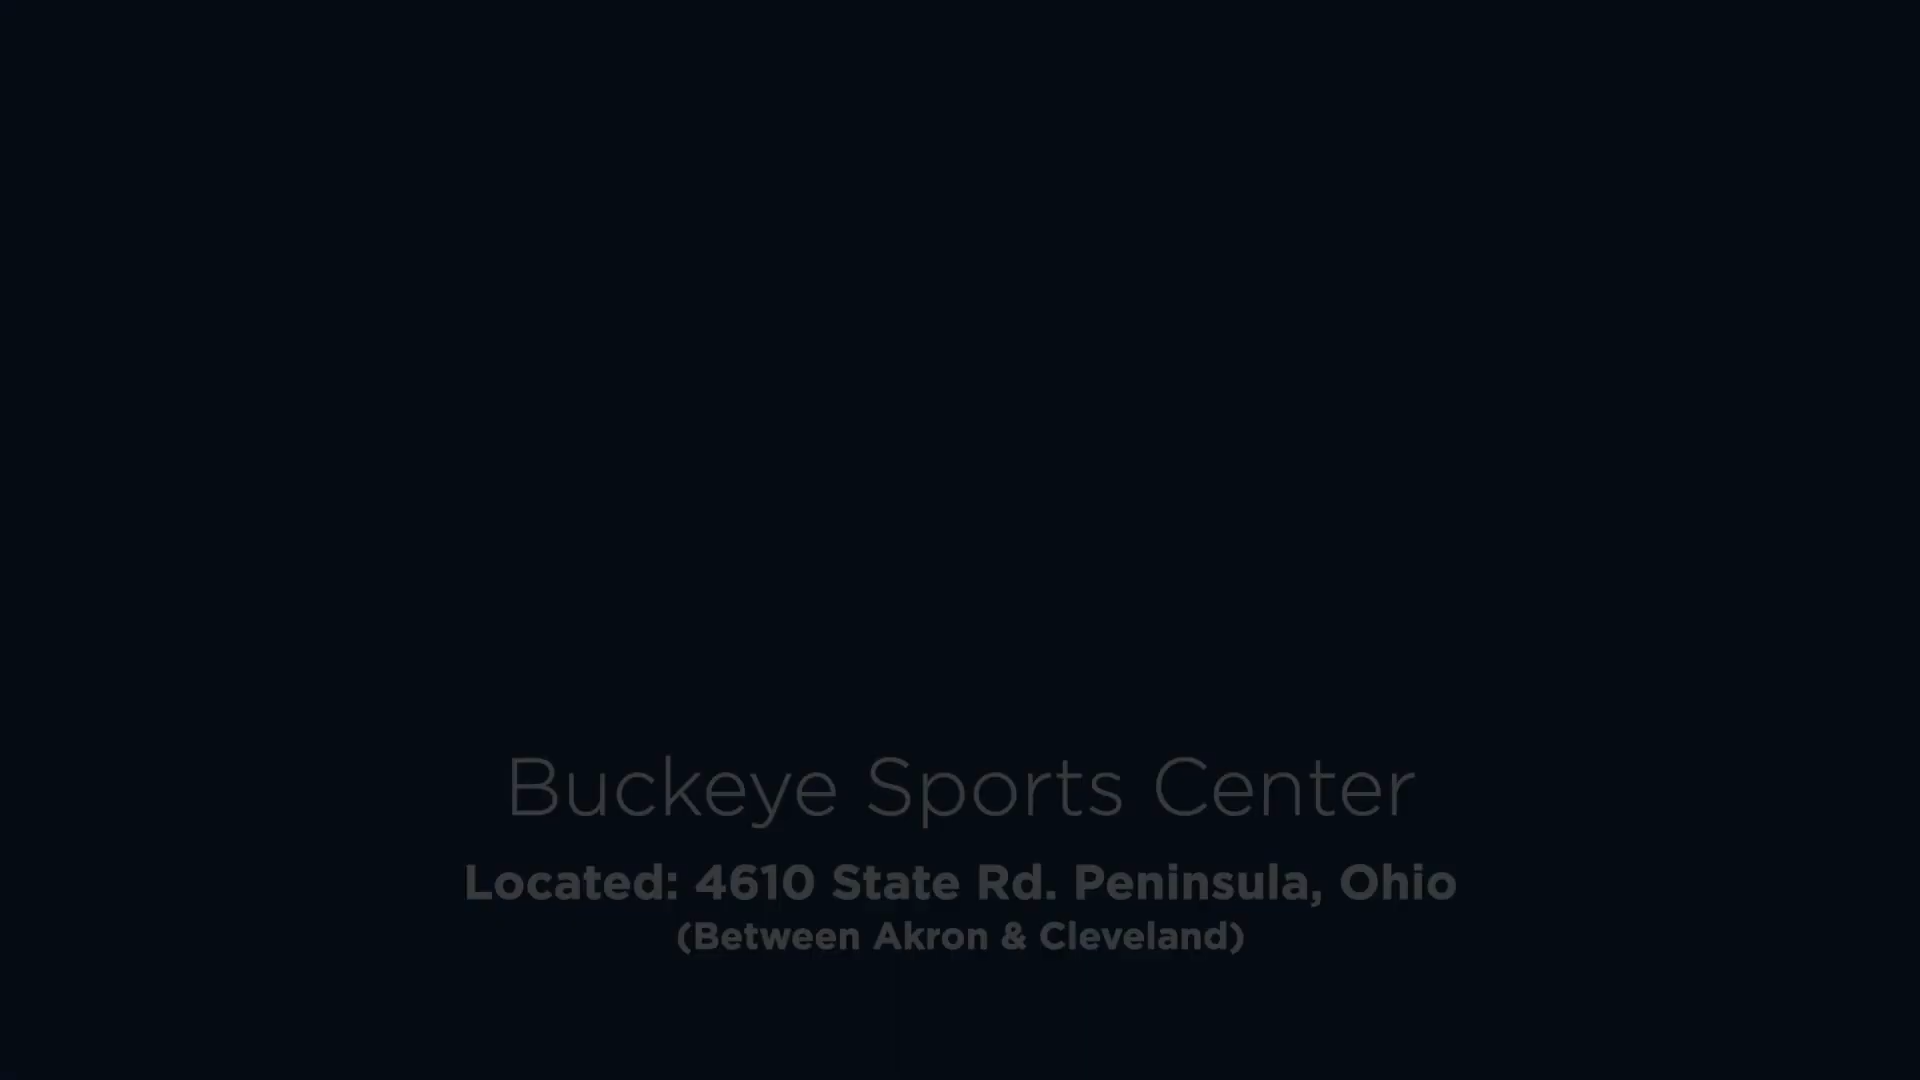 Buckeye Sports Center
Located: 4610 State Rd. Peninsula, Ohio
(Between Akron & Cleveland)